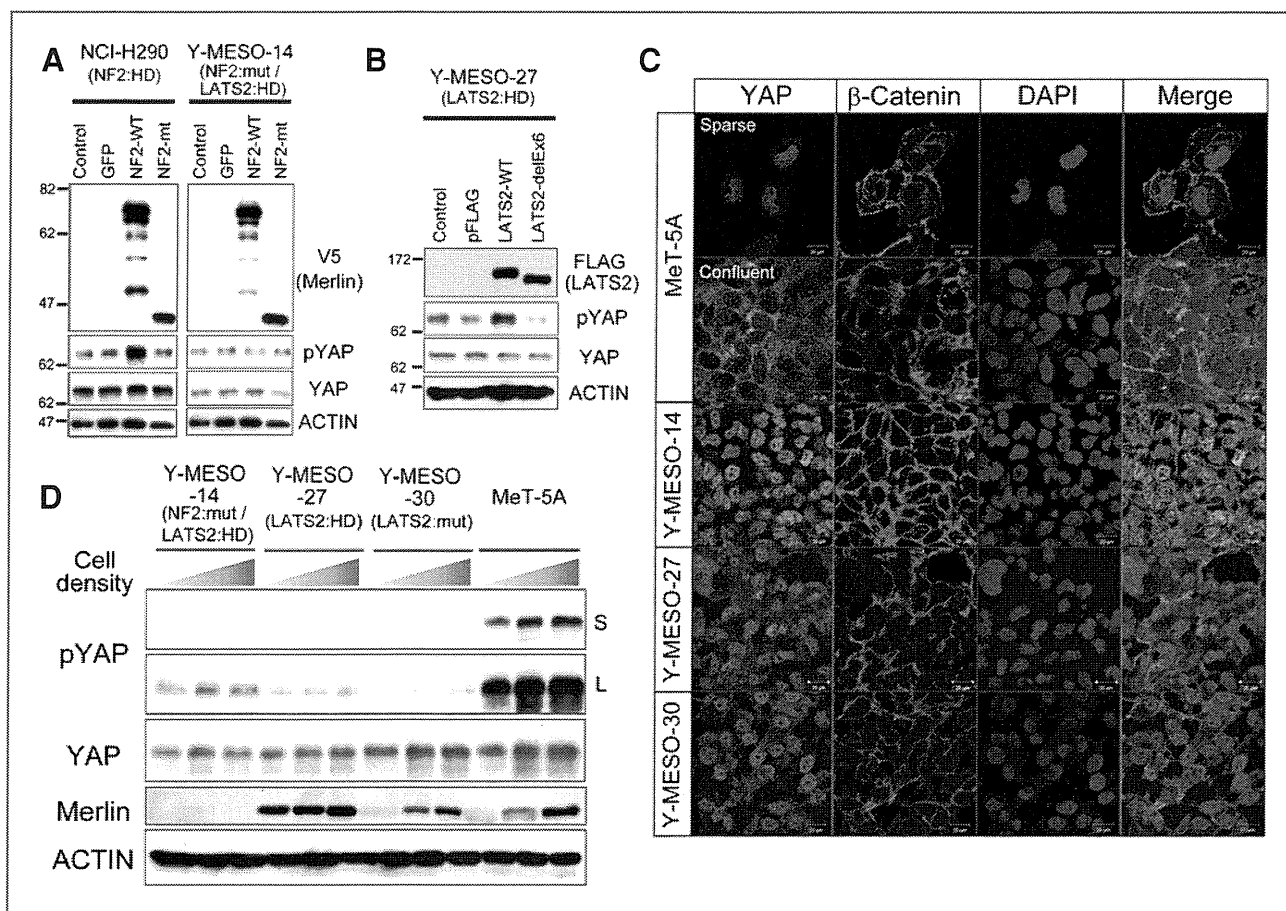 A
NCI-H290
(NF2:HD)
Y-MESO-14
(NF2:mut /
LATS2:HD)
Control
GFP
NF2-WT
NF2-mt
Control
GFP
NF2-WT
NF2-mt
82
62
47
V5
(Merlin)
pYAP
62
YAP
62
47
ACTIN
B
Y-MESO-27
(LATS2:HD)
Control
pFLAG
LATS2-WT
LATS2-delEx6
172
FLAG
(LATS2)
pYAP
62
YAP
62
47
ACTIN
C
YAP
β-Catenin
DAPI
Merge
MeT-5A
Sparse
Confluent
Y-MESO-14
Y-MESO-27
Y-MESO-30
D
Y-MESO
-14
(NF2:mut /
LATS2:HD)
Y-MESO
-27
(LATS2:HD)
Y-MESO
-30
(LATS2:mut)
MeT-5A
Cell
density
pYAP
S
L
YAP
Merlin
ACTIN